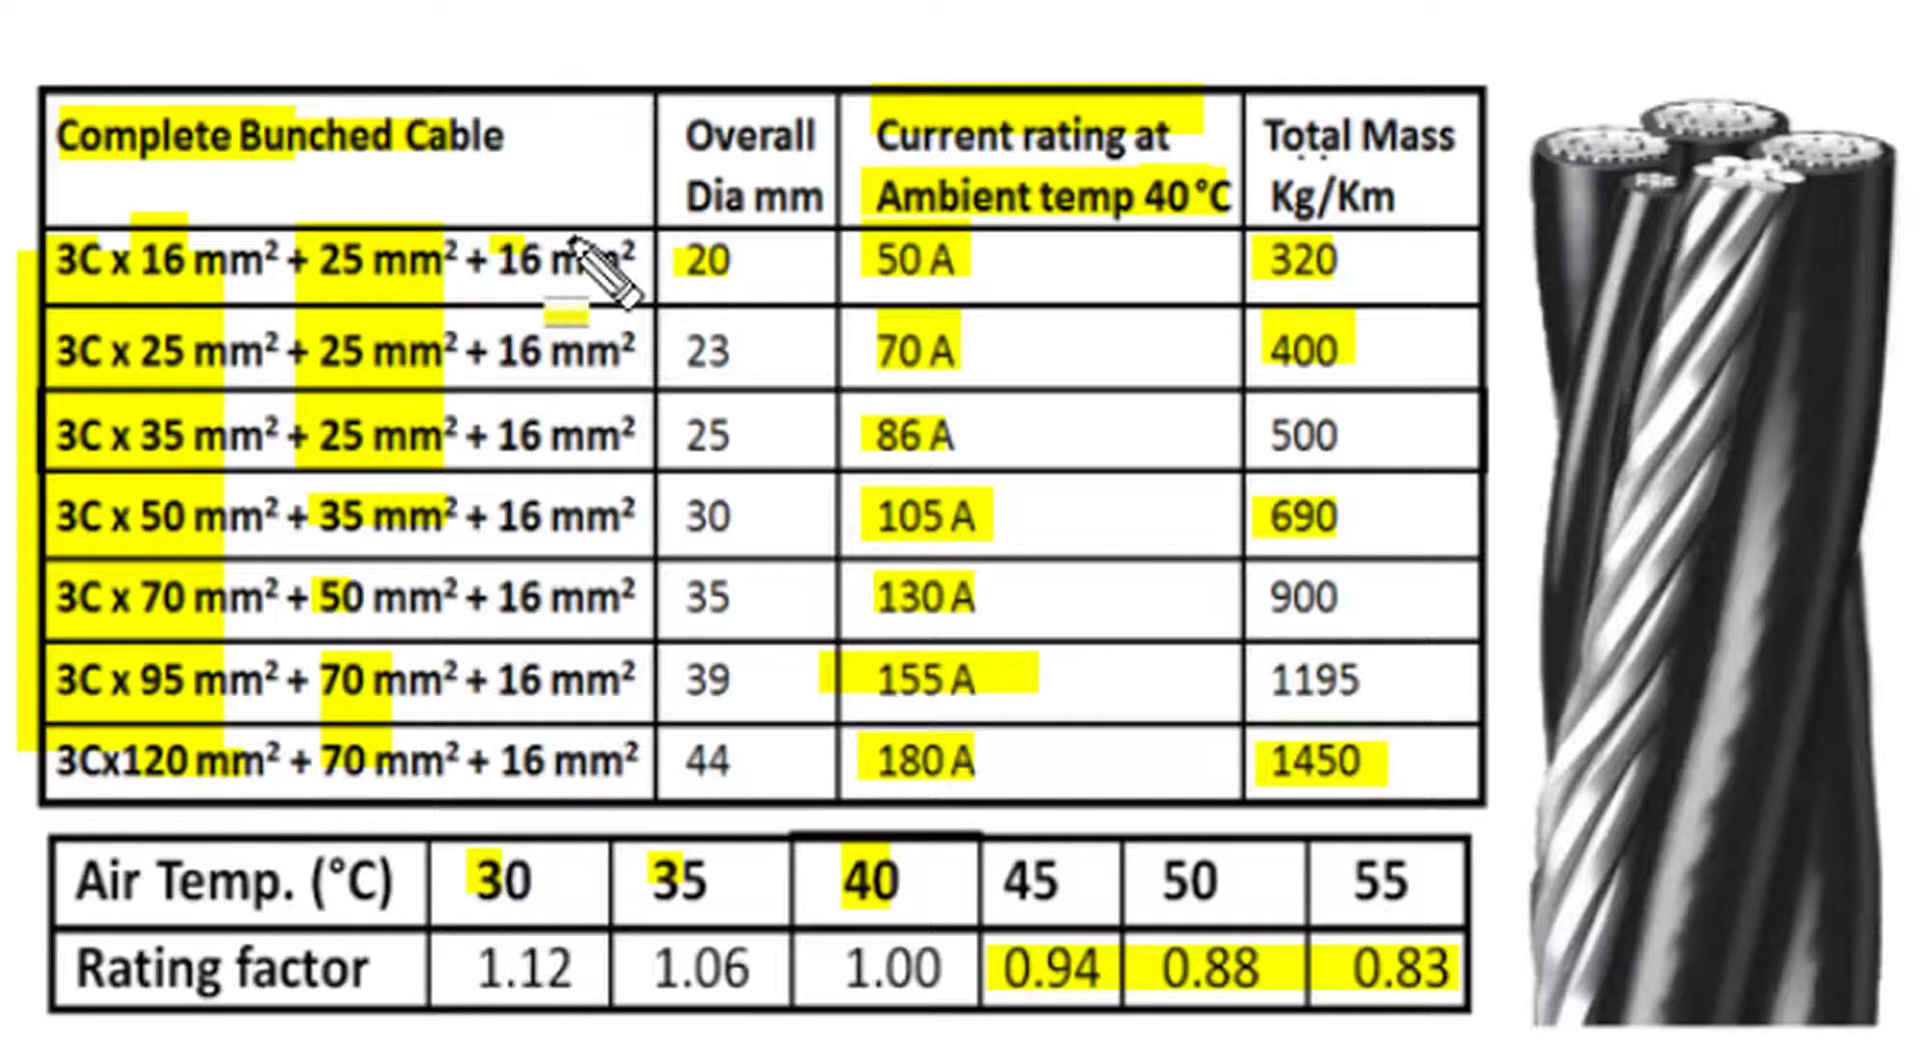 Complete Bunched Cable Overall Current rating at Total Mass
Dia mm Ambient temp 40 °C Kg/Km
3C x 16 mm² + 25 mm² + 16 mm² 20 50 A 320
3C x 25 mm² + 25 mm² + 16 mm² 23 70 A 400
3C x 35 mm² + 25 mm² + 16 mm² 25 86 A 500
3C x 50 mm² + 35 mm² + 16 mm² 30 105 A 690
3C x 70 mm² + 50 mm² + 16 mm² 35 130 A 900
3C x 95 mm² + 70 mm² + 16 mm² 39 155 A 1195
3Cx120 mm² + 70 mm² + 16 mm² 44 180 A 1450
Air Temp. (°C) 30 35 40 45 50 55
Rating factor 1.12 1.06 1.00 0.94 0.88 0.83